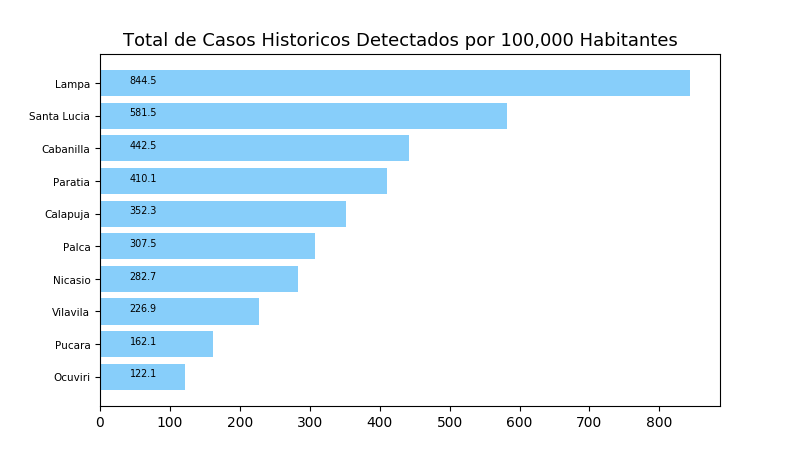 Total de Casos Historicos Detectados por 100,000 Habitantes
Lampa 844.5
Santa Lucia 581.5
Cabanilla 442.5
Paratia 410.1
Calapuja 352.3
Palca 307.5
Nicasio 282.7
Vilavila 226.9
Pucara 162.1
Ocuviri 122.1
0 100 200 300 400 500 600 700 800